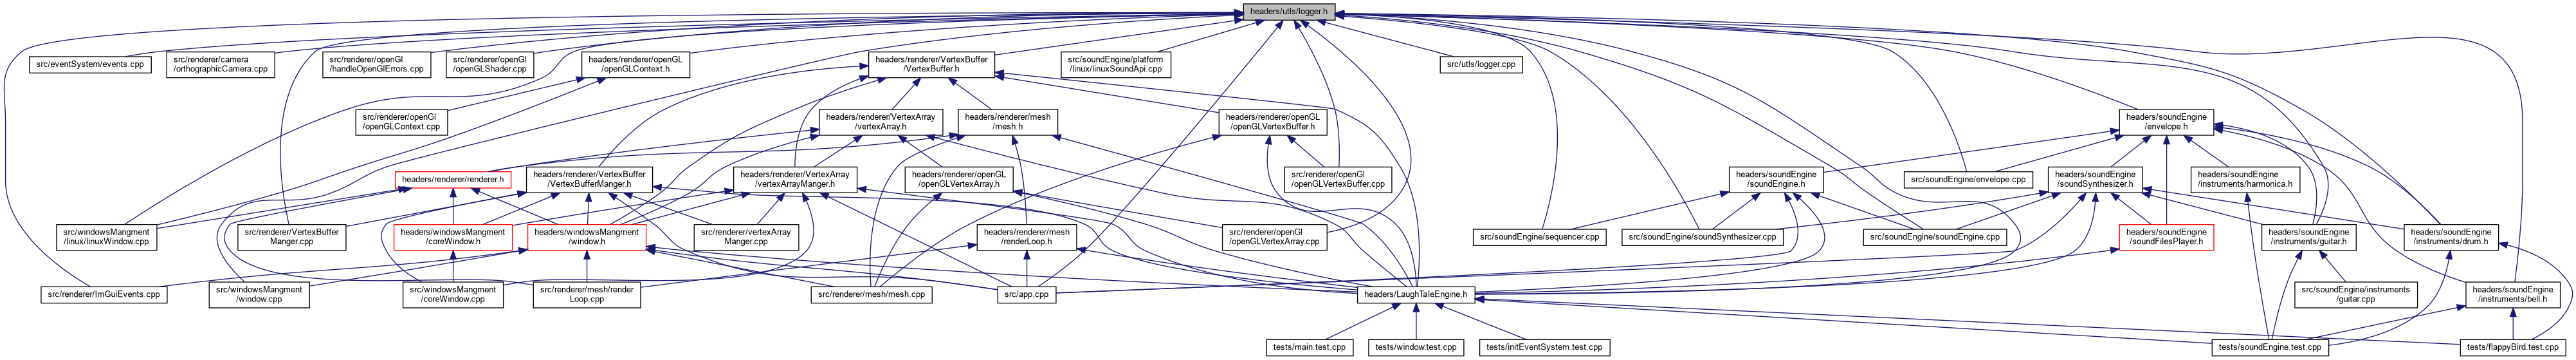 headers/utls/logger.h
src/eventSystem/events.cpp
src/renderer/camera
/orthographicCamera.cpp
src/renderer/openGl
/handleOpenGlErrors.cpp
src/renderer/openGl
/openGLShader.cpp
headers/renderer/openGL
/openGLContext.h
headers/renderer/VertexBuffer
/VertexBuffer.h
src/soundEngine/platform
/linux/linuxSoundApi.cpp
src/utls/logger.cpp
src/renderer/openGl
/openGLContext.cpp
headers/renderer/VertexArray
/vertexArray.h
headers/renderer/mesh
/mesh.h
headers/renderer/openGL
/openGLVertexBuffer.h
headers/soundEngine
/envelope.h
headers/renderer/renderer.h
headers/renderer/VertexBuffer
/VertexBufferManger.h
headers/renderer/VertexArray
/vertexArrayManger.h
headers/renderer/openGL
/openGLVertexArray.h
src/renderer/openGl
/openGLVertexBuffer.cpp
headers/soundEngine
/soundEngine.h
src/soundEngine/envelope.cpp
headers/soundEngine
/soundSynthesizer.h
headers/soundEngine
/instruments/harmonica.h
src/windowsMangment
/linux/linuxWindow.cpp
src/renderer/VertexBuffer
Manger.cpp
headers/windowsMangment
/coreWindow.h
headers/windowsMangment
/window.h
src/renderer/vertexArray
Manger.cpp
headers/renderer/mesh
/renderLoop.h
src/renderer/openGl
/openGLVertexArray.cpp
src/soundEngine/sequencer.cpp
src/soundEngine/soundSynthesizer.cpp
src/soundEngine/soundEngine.cpp
headers/soundEngine
/soundFilesPlayer.h
headers/soundEngine
/instruments/guitar.h
headers/soundEngine
/instruments/drum.h
src/renderer/ImGuiEvents.cpp
src/windowsMangment
/window.cpp
src/windowsMangment
/coreWindow.cpp
src/renderer/mesh/render
Loop.cpp
src/renderer/mesh/mesh.cpp
src/app.cpp
headers/LaughTaleEngine.h
src/soundEngine/instruments
/guitar.cpp
headers/soundEngine
/instruments/bell.h
tests/main.test.cpp
tests/window.test.cpp
tests/initEventSystem.test.cpp
tests/soundEngine.test.cpp
tests/flappyBird.test.cpp